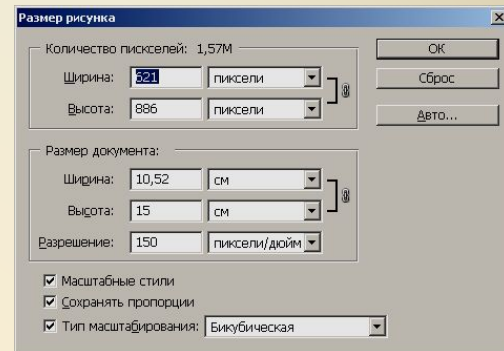 Размер рисунка
Количество пискселей: 1,57M
Ширина: 621 пиксели
Высота: 886 пиксели
Размер документа:
Ширина: 10,52 см
Высота: 15 см
Разрешение: 150 пиксели/дюйм
Масштабные стили
Сохранять пропорции
Тип масштабирования: Бикубическая
OK
Сброс
Авто...